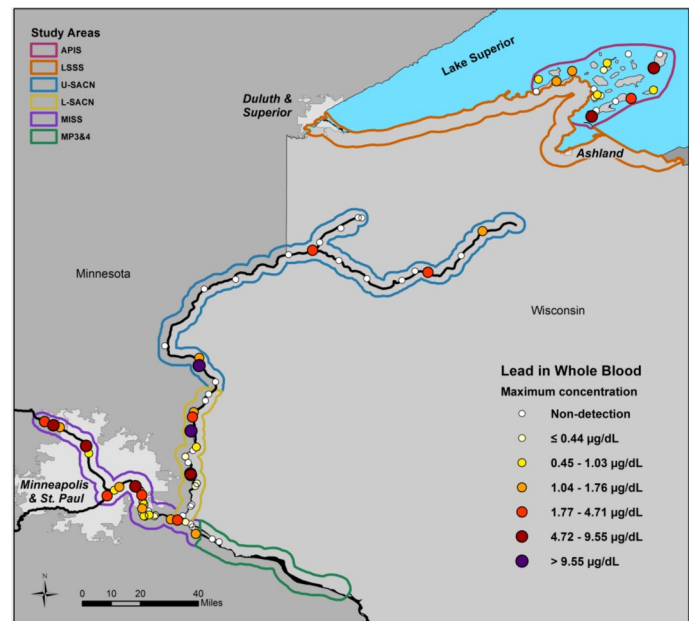 Study Areas
APIS
LSSS
U-SACN
L-SACN
MISS
MP3&4
Lake Superior
Duluth &
Superior
Ashland
Minnesota
Wisconsin
Minneapolis
& St. Paul
Lead in Whole Blood
Maximum concentration
Non-detection
≤ 0.44 µg/dL
0.45 - 1.03 µg/dL
1.04 - 1.76 µg/dL
1.77 - 4.71 µg/dL
4.72 - 9.55 µg/dL
> 9.55 µg/dL
N
0 10 20 40
Miles